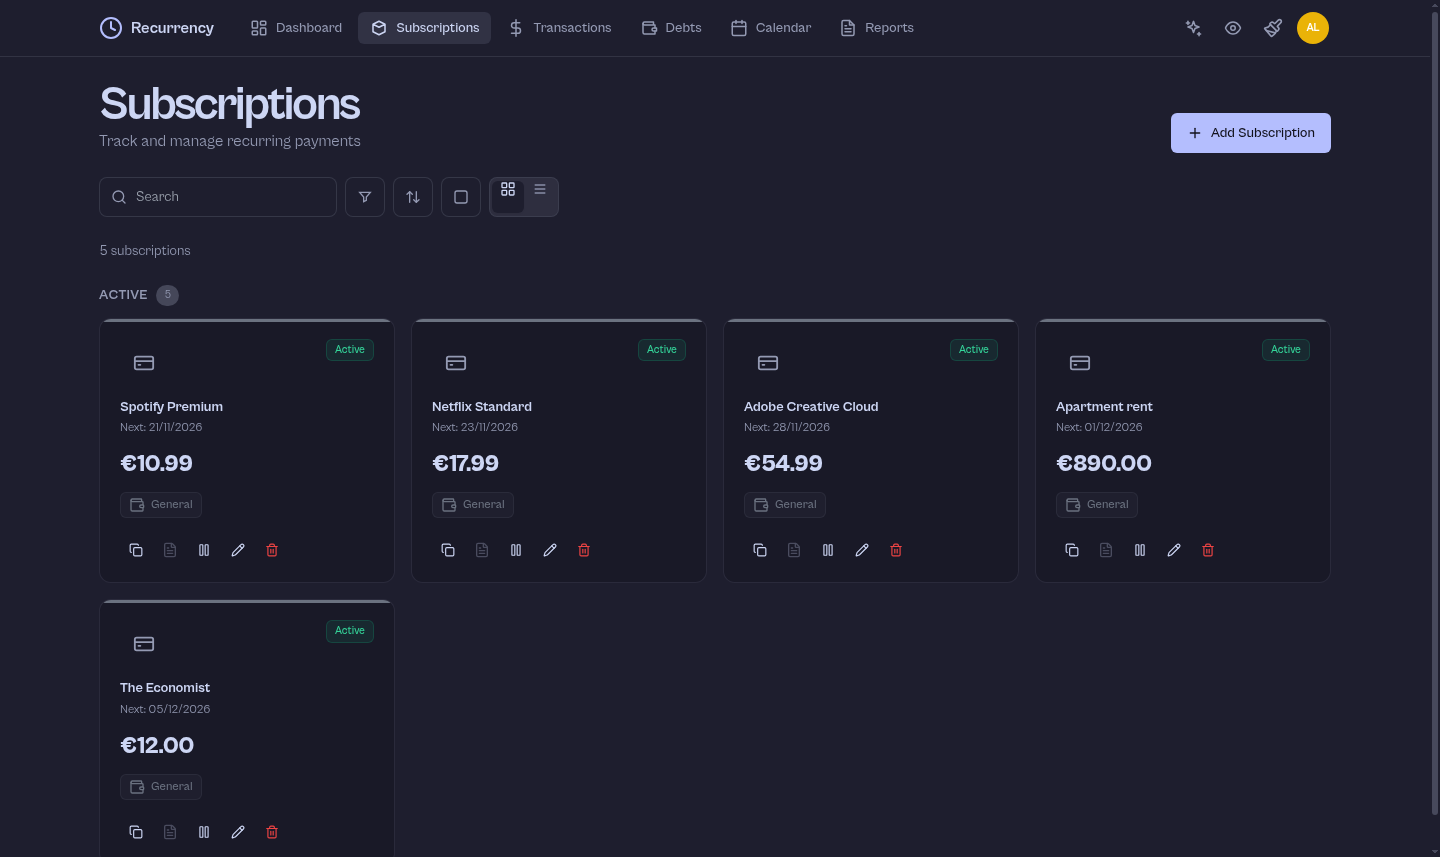 Recurrency
Dashboard
Subscriptions
Transactions
Debts
Calendar
Reports
AL
Subscriptions
Track and manage recurring payments
Add Subscription
Search
5 subscriptions
ACTIVE 5
Active
Spotify Premium
Next: 21/11/2026
€10.99
General
Active
Netflix Standard
Next: 23/11/2026
€17.99
General
Active
Adobe Creative Cloud
Next: 28/11/2026
€54.99
General
Active
Apartment rent
Next: 01/12/2026
€890.00
General
Active
The Economist
Next: 05/12/2026
€12.00
General